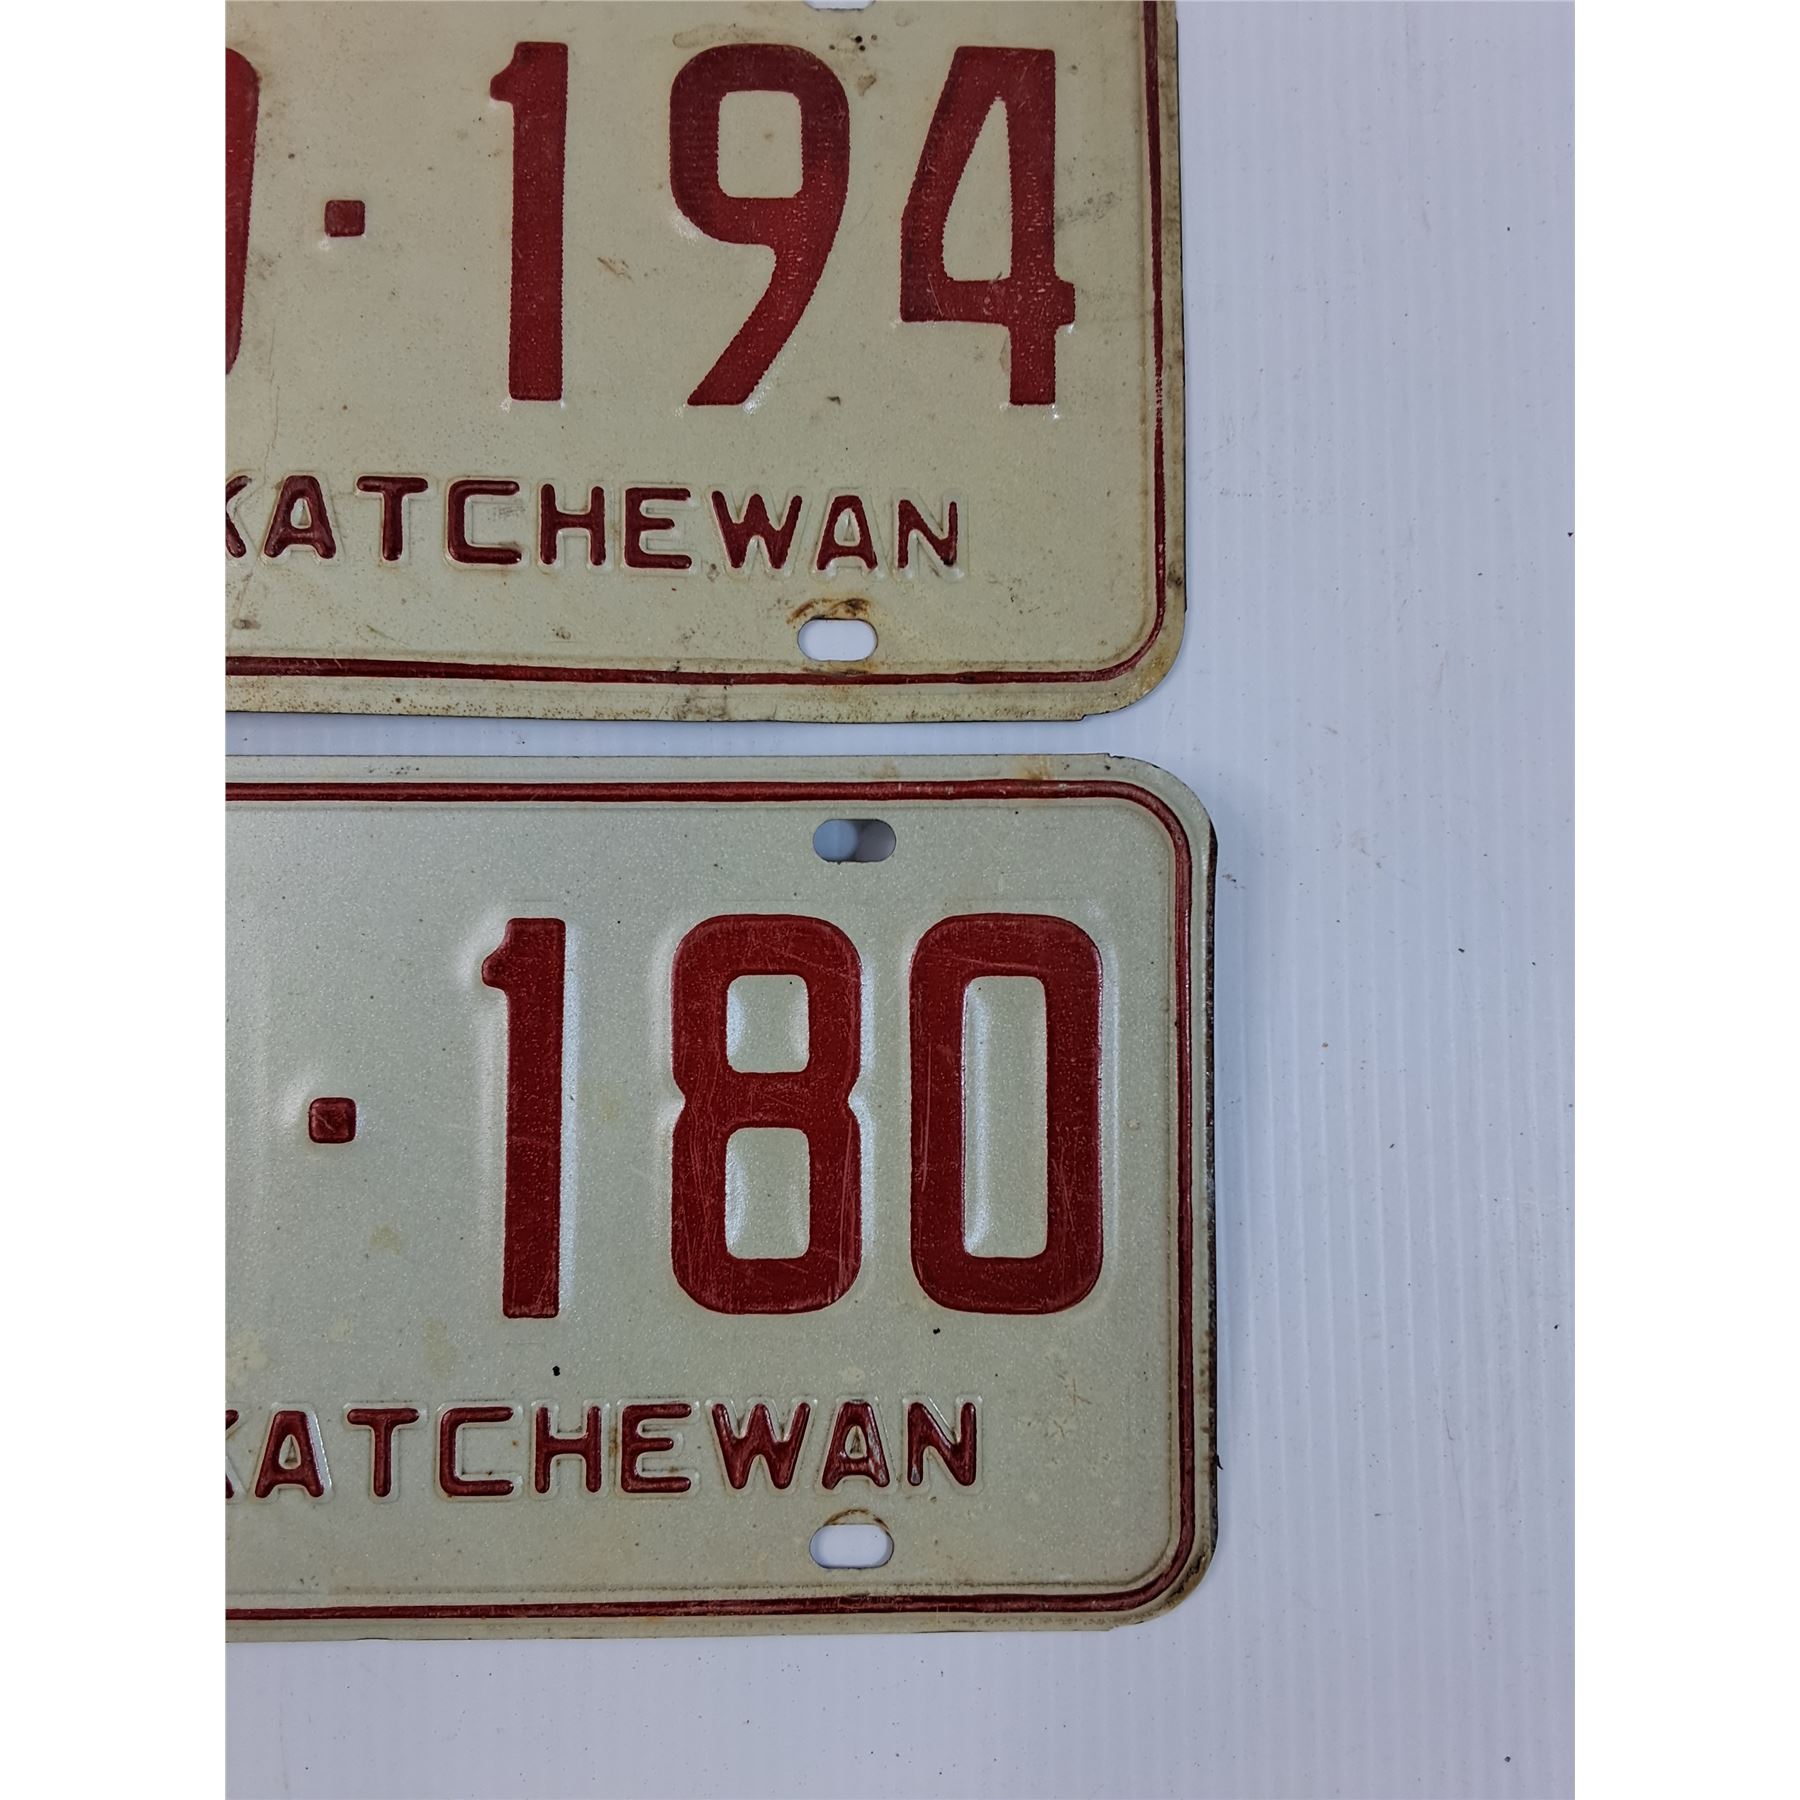 · 194
KATCHEWAN
· 180
KATCHEWAN